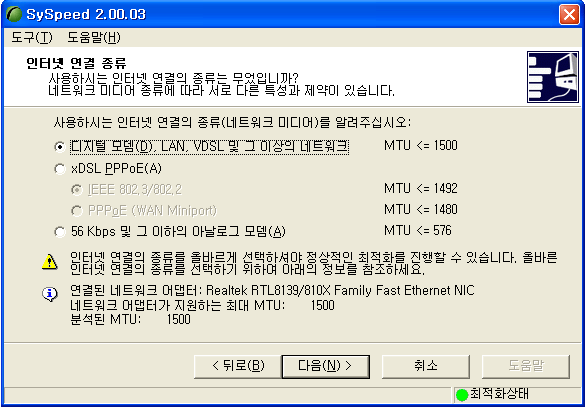 SySpeed 2.00.03
도구(T) 도움말(H)
인터넷 연결 종류
사용하시는 인터넷 연결의 종류는 무엇입니까?
네트워크 미디어 종류에 따라 서로 다른 특성과 제약이 있습니다.
사용하시는 인터넷 연결의 종류(네트워크 미디어)를 알려주십시오:
디지털 모뎀(D), LAN, VDSL 및 그 이상의 네트워크 MTU <= 1500
xDSL PPPoE(A)
IEEE 802,3/802,2 MTU <= 1492
PPPoE (WAN Miniport) MTU <= 1480
56 Kbps 및 그 이하의 아날로그 모뎀(A) MTU <= 576
인터넷 연결의 종류를 올바르게 선택하셔야 정상적인 최적화를 진행할 수 있습니다. 올바른
인터넷 연결의 종류를 선택하기 위하여 아래의 정보를 참조하세요.
연결된 네트워크 어댑터: Realtek RTL8139/810X Family Fast Ethernet NIC
네트워크 어댑터가 지원하는 최대 MTU: 1500
분석된 MTU: 1500
< 뒤로(B) 다음(N) > 취소 도움말
최적화상태